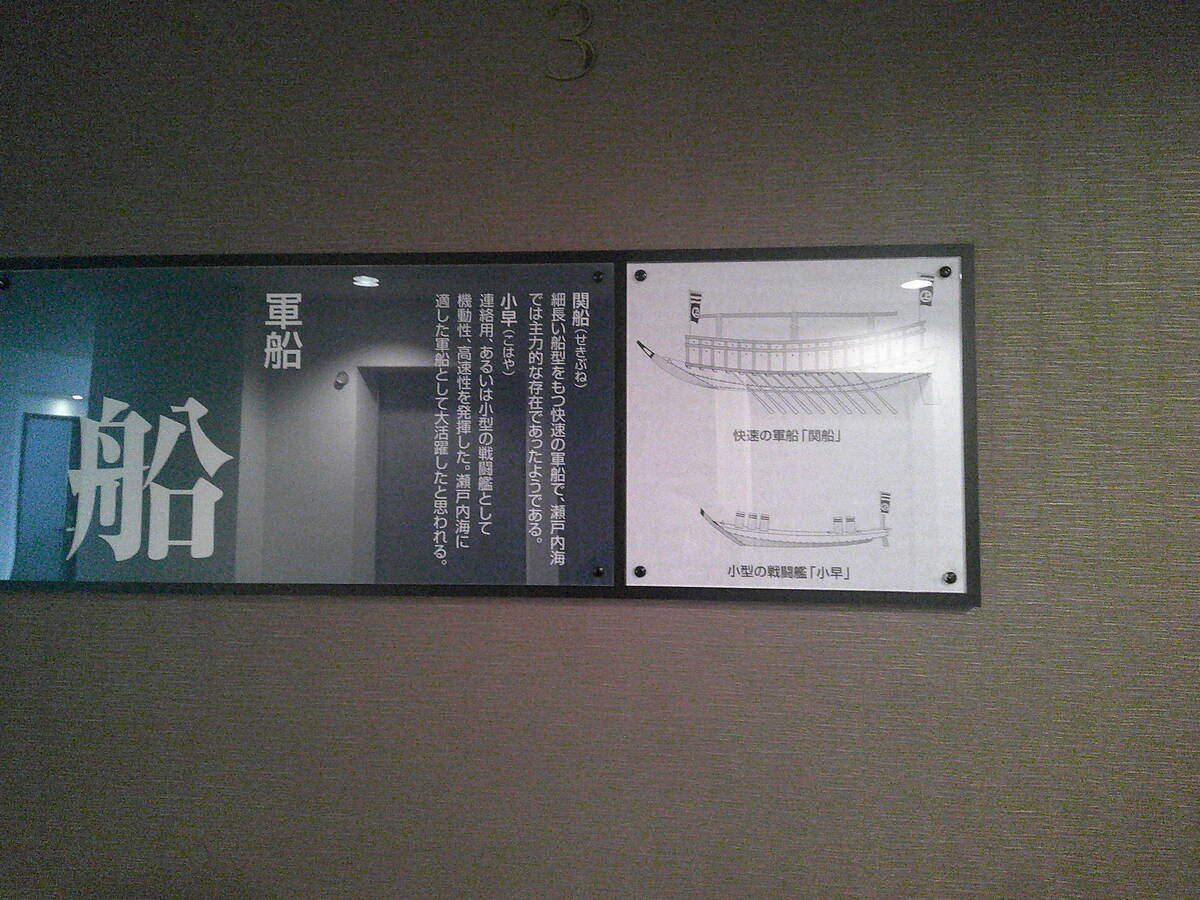 3
関船(せきぶね)
細長い船型をもつ快速の軍船で、瀬戸内海
では主力的な存在であったようである。
小早(こはや)
連絡用、あるいは小型の戦闘艦として
機動性、高速性を発揮した。瀬戸内海に
適した軍船として大活躍したと思われる。
軍船
船
快速の軍船「関船」
小型の戦闘艦「小早」